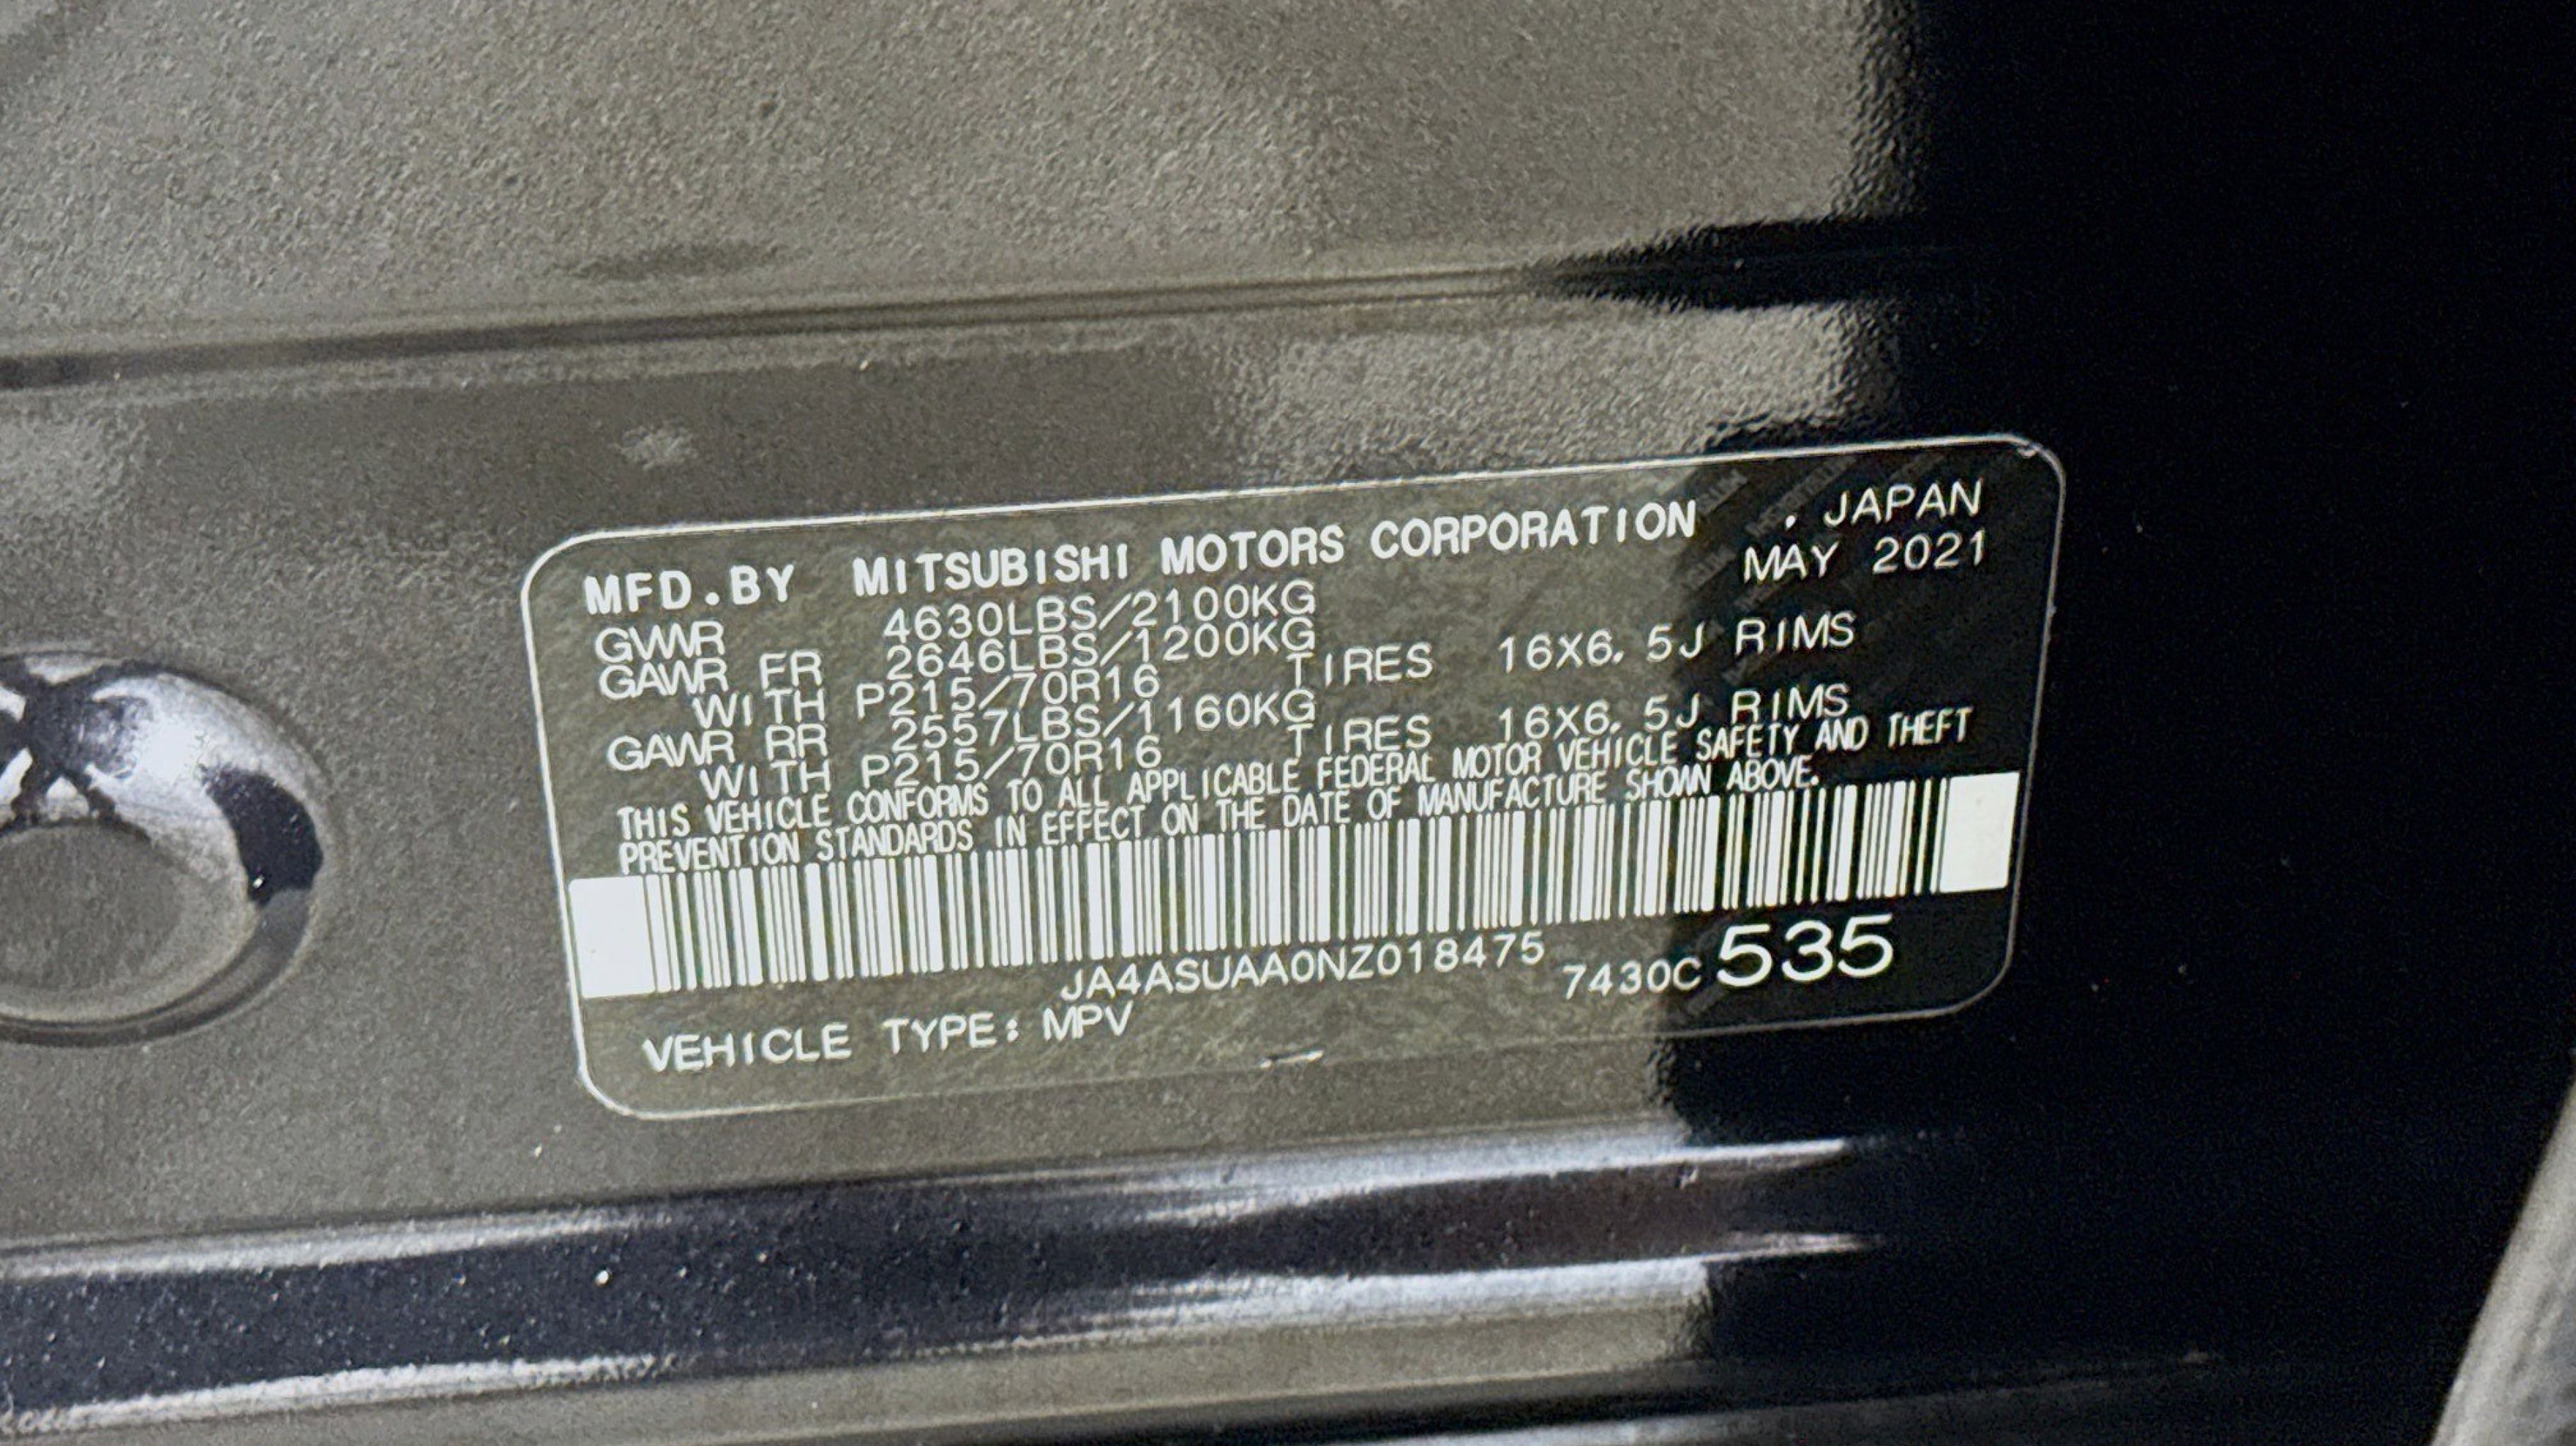 MFD.BY MITSUBISHI MOTORS CORPORATION . JAPAN
MAY 2021
GVWR 4630LBS/2100KG
GAWR FR 2646LBS/1200KG
WITH P215/70R16 TIRES 16X6.5J RIMS
GAWR RR 2557LBS/1160KG
WITH P215/70R16 TIRES 16X6.5J RIMS
THIS VEHICLE CONFORMS TO ALL APPLICABLE FEDERAL MOTOR VEHICLE SAFETY AND THEFT
PREVENTION STANDARDS IN EFFECT ON THE DATE OF MANUFACTURE SHOWN ABOVE.
JA4ASUAA0NZ018475 7430C 535
VEHICLE TYPE: MPV